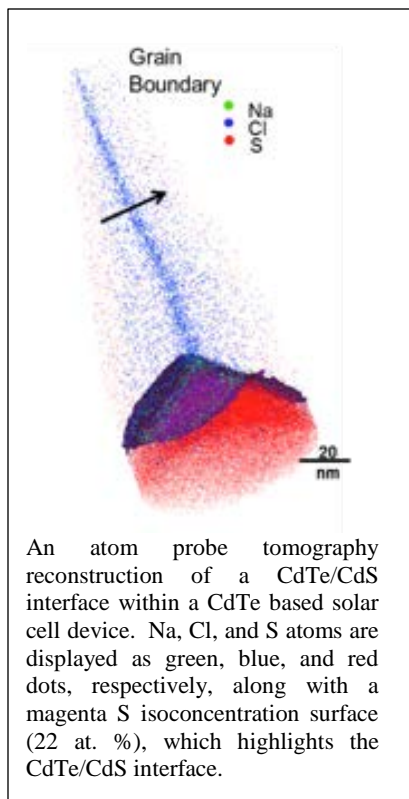 Grain
Boundary
Na
Cl
S
20
nm
An atom probe tomography
reconstruction of a CdTe/CdS
interface within a CdTe based solar
cell device. Na, Cl, and S atoms are
displayed as green, blue, and red
dots, respectively, along with a
magenta S isoconcentration surface
(22 at. %), which highlights the
CdTe/CdS interface.